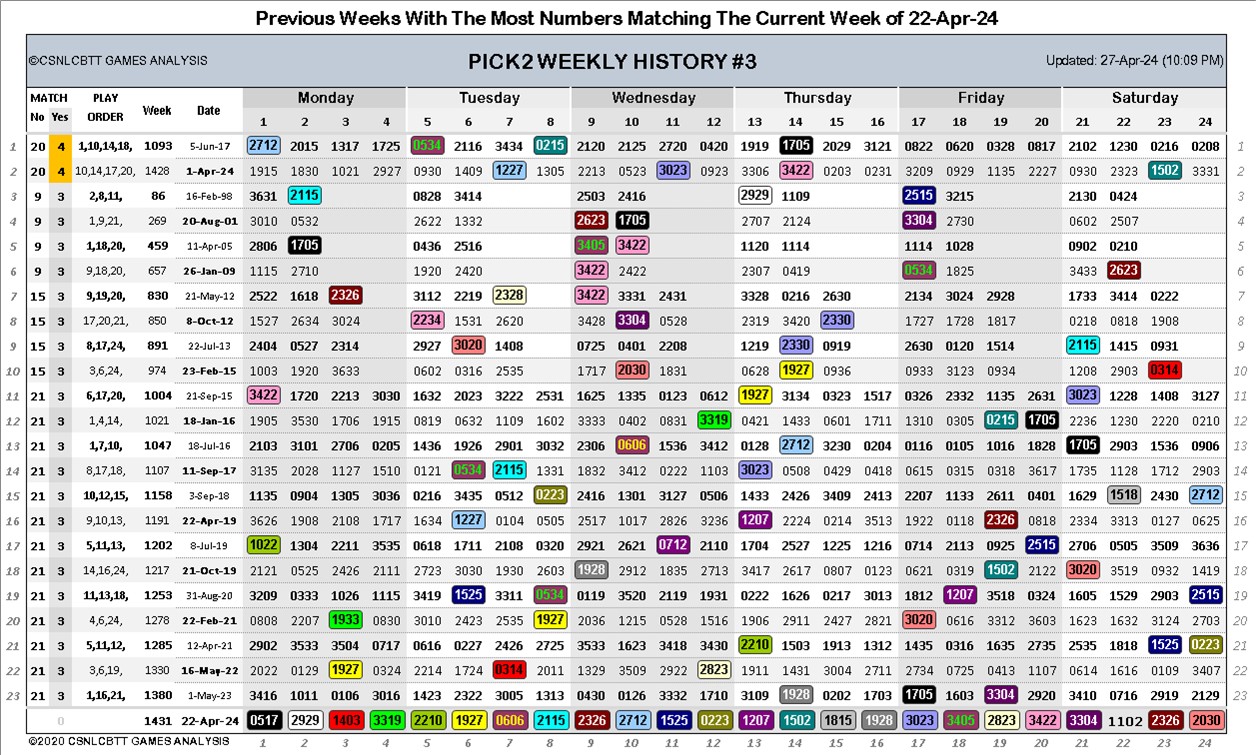 Previous Weeks With The Most Numbers Matching The Current Week of 22-Apr-24
©CSNLCBTT GAMES ANALYSIS PICK2 WEEKLY HISTORY #3 Updated: 27-Apr-24 (10:09 PM)
MATCH PLAY Week Date Monday Tuesday Wednesday Thursday Friday Saturday
No Yes ORDER 1 2 3 4 5 6 7 8 9 10 11 12 13 14 15 16 17 18 19 20 21 22 23 24
1 20 4 1,10,14,18, 1093 5-Jun-17 2712 2015 1317 1725 0534 2116 3434 0215 2120 2125 2720 0420 1919 1705 2029 3121 0822 0620 0328 0817 2102 1230 0216 0208 1
2 20 4 10,14,17,20, 1428 1-Apr-24 1915 1830 1021 2927 0930 1409 1227 1305 2213 0523 3023 0923 3306 3422 0203 0231 3209 0929 1135 2227 0930 2323 1502 3331 2
3 9 3 2,8,11, 86 16-Feb-98 3631 2115 0828 3414 2503 2416 2929 1109 2515 3215 2130 0424 3
4 9 3 1,9,21, 269 20-Aug-01 3010 0532 2622 1332 2623 1705 2707 2124 3304 2730 0602 2507 4
5 9 3 1,18,20, 459 11-Apr-05 2806 1705 0436 2516 3405 3422 1120 1114 1114 1028 0902 0210 5
6 9 3 9,18,20, 657 26-Jan-09 1115 2710 1920 2420 3422 2422 2307 0419 0534 1825 3433 2623 6
7 15 3 9,19,20, 830 21-May-12 2522 1618 2326 3112 2219 2328 3422 3331 2431 3328 0216 2630 2134 3024 2928 1733 3414 0222 7
8 15 3 17,20,21, 850 8-Oct-12 1527 2634 3024 2234 1531 2620 3428 3304 0528 2319 3420 2330 1727 1728 1817 0218 0818 1908 8
9 15 3 8,17,24, 891 22-Jul-13 2404 0527 2314 2927 3020 1408 0725 0401 2208 1219 2330 0919 2630 0120 1514 2115 1415 0931 9
10 15 3 3,6,24, 974 23-Feb-15 1003 1920 3633 0602 0316 2535 1717 2030 1831 0628 1927 0936 0933 3123 0934 1208 2903 0314 10
11 21 3 6,17,20, 1004 21-Sep-15 3422 1720 2213 3030 1632 2023 3222 2531 1625 1335 0123 0612 1927 3134 0323 1517 0326 2332 1135 2631 3023 1228 1408 3127 11
12 21 3 1,4,14, 1021 18-Jan-16 1905 3530 1706 1915 0819 0632 1109 1602 3333 0402 0831 3319 0421 1433 0601 1711 1310 0305 0215 1705 2236 1230 2220 0210 12
13 21 3 1,7,10, 1047 18-Jul-16 2103 3101 2706 0205 1436 1926 2901 3032 2306 0606 1536 3412 0128 2712 3230 0204 0116 0105 1016 1828 1705 2903 1536 0906 13
14 21 3 8,17,18, 1107 11-Sep-17 3135 2028 1127 1510 0121 0534 2115 1331 1832 3412 0222 1103 3023 0508 0429 0418 0615 0315 0318 3617 1735 1128 1712 2903 14
15 21 3 10,12,15, 1158 3-Sep-18 1135 0904 1305 3036 0216 3435 0512 0223 2416 1301 3127 0506 1433 2426 3409 2413 2207 1133 2611 0401 1629 1518 2430 2712 15
16 21 3 9,10,13, 1191 22-Apr-19 3626 1908 2108 1717 1634 1227 0104 0505 2517 1017 2826 3236 1207 2224 0214 3513 1922 0118 2326 0818 2334 3313 0127 0625 16
17 21 3 5,11,13, 1202 8-Jul-19 1022 1304 2211 3535 0618 1711 2108 0320 2921 2621 0712 2110 1704 2527 1225 1216 0714 2113 0925 2515 2706 0505 3509 3636 17
18 21 3 14,16,24, 1217 21-Oct-19 2121 0525 2426 2111 2723 3030 1930 2603 1928 2912 1835 2713 3417 2617 0807 0123 0621 0318 1502 2122 3020 3519 0932 1419 18
19 21 3 11,13,18, 1253 31-Aug-20 3209 0333 1026 1115 3419 1525 3311 0534 0119 3520 2119 1931 0222 1626 0217 3013 1812 1207 3518 0324 1605 1529 2903 2515 19
20 21 3 4,6,24, 1278 22-Feb-21 0808 2207 1933 0830 3010 2423 2535 1927 2036 1215 0528 1516 1906 2911 2427 2821 3020 0616 3312 3603 1623 1632 3124 2703 20
21 21 3 5,11,12, 1285 12-Apr-21 2902 3533 3504 0717 0616 0225 2426 2725 3533 0318 3418 3430 2210 1503 1913 1312 1435 0316 1635 2735 2535 1818 1525 0223 21
22 21 3 3,6,19, 1330 16-May-22 2022 0129 1927 0324 2214 1724 0314 2011 1329 3509 2922 2823 1911 1431 3004 2711 2734 0725 0413 1107 0614 1616 0109 3407 22
23 21 3 1,16,21, 1380 1-May-23 3416 1011 0106 3016 1423 2322 3005 1313 0430 0126 3332 1710 3109 1928 0202 1703 1705 1603 3304 2920 3410 0716 2919 2129 23
0 1431 22-Apr-24 0517 2929 1403 3319 2210 1927 0606 2115 2326 2712 1525 0223 1207 1502 1815 1928 3023 3405 2823 3422 3304 1102 2326 2030
©2020 CSNLCBTT GAMES ANALYSIS 1 2 3 4 5 6 7 8 9 10 11 12 13 14 15 16 17 18 19 20 21 22 23 24